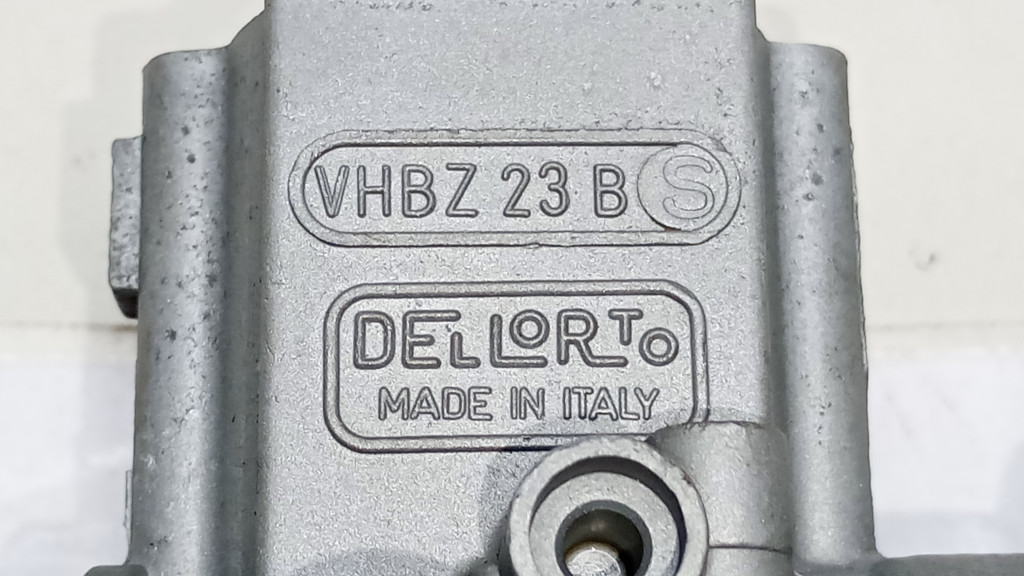 VHBZ 23 B S
DELLORTO
MADE IN ITALY